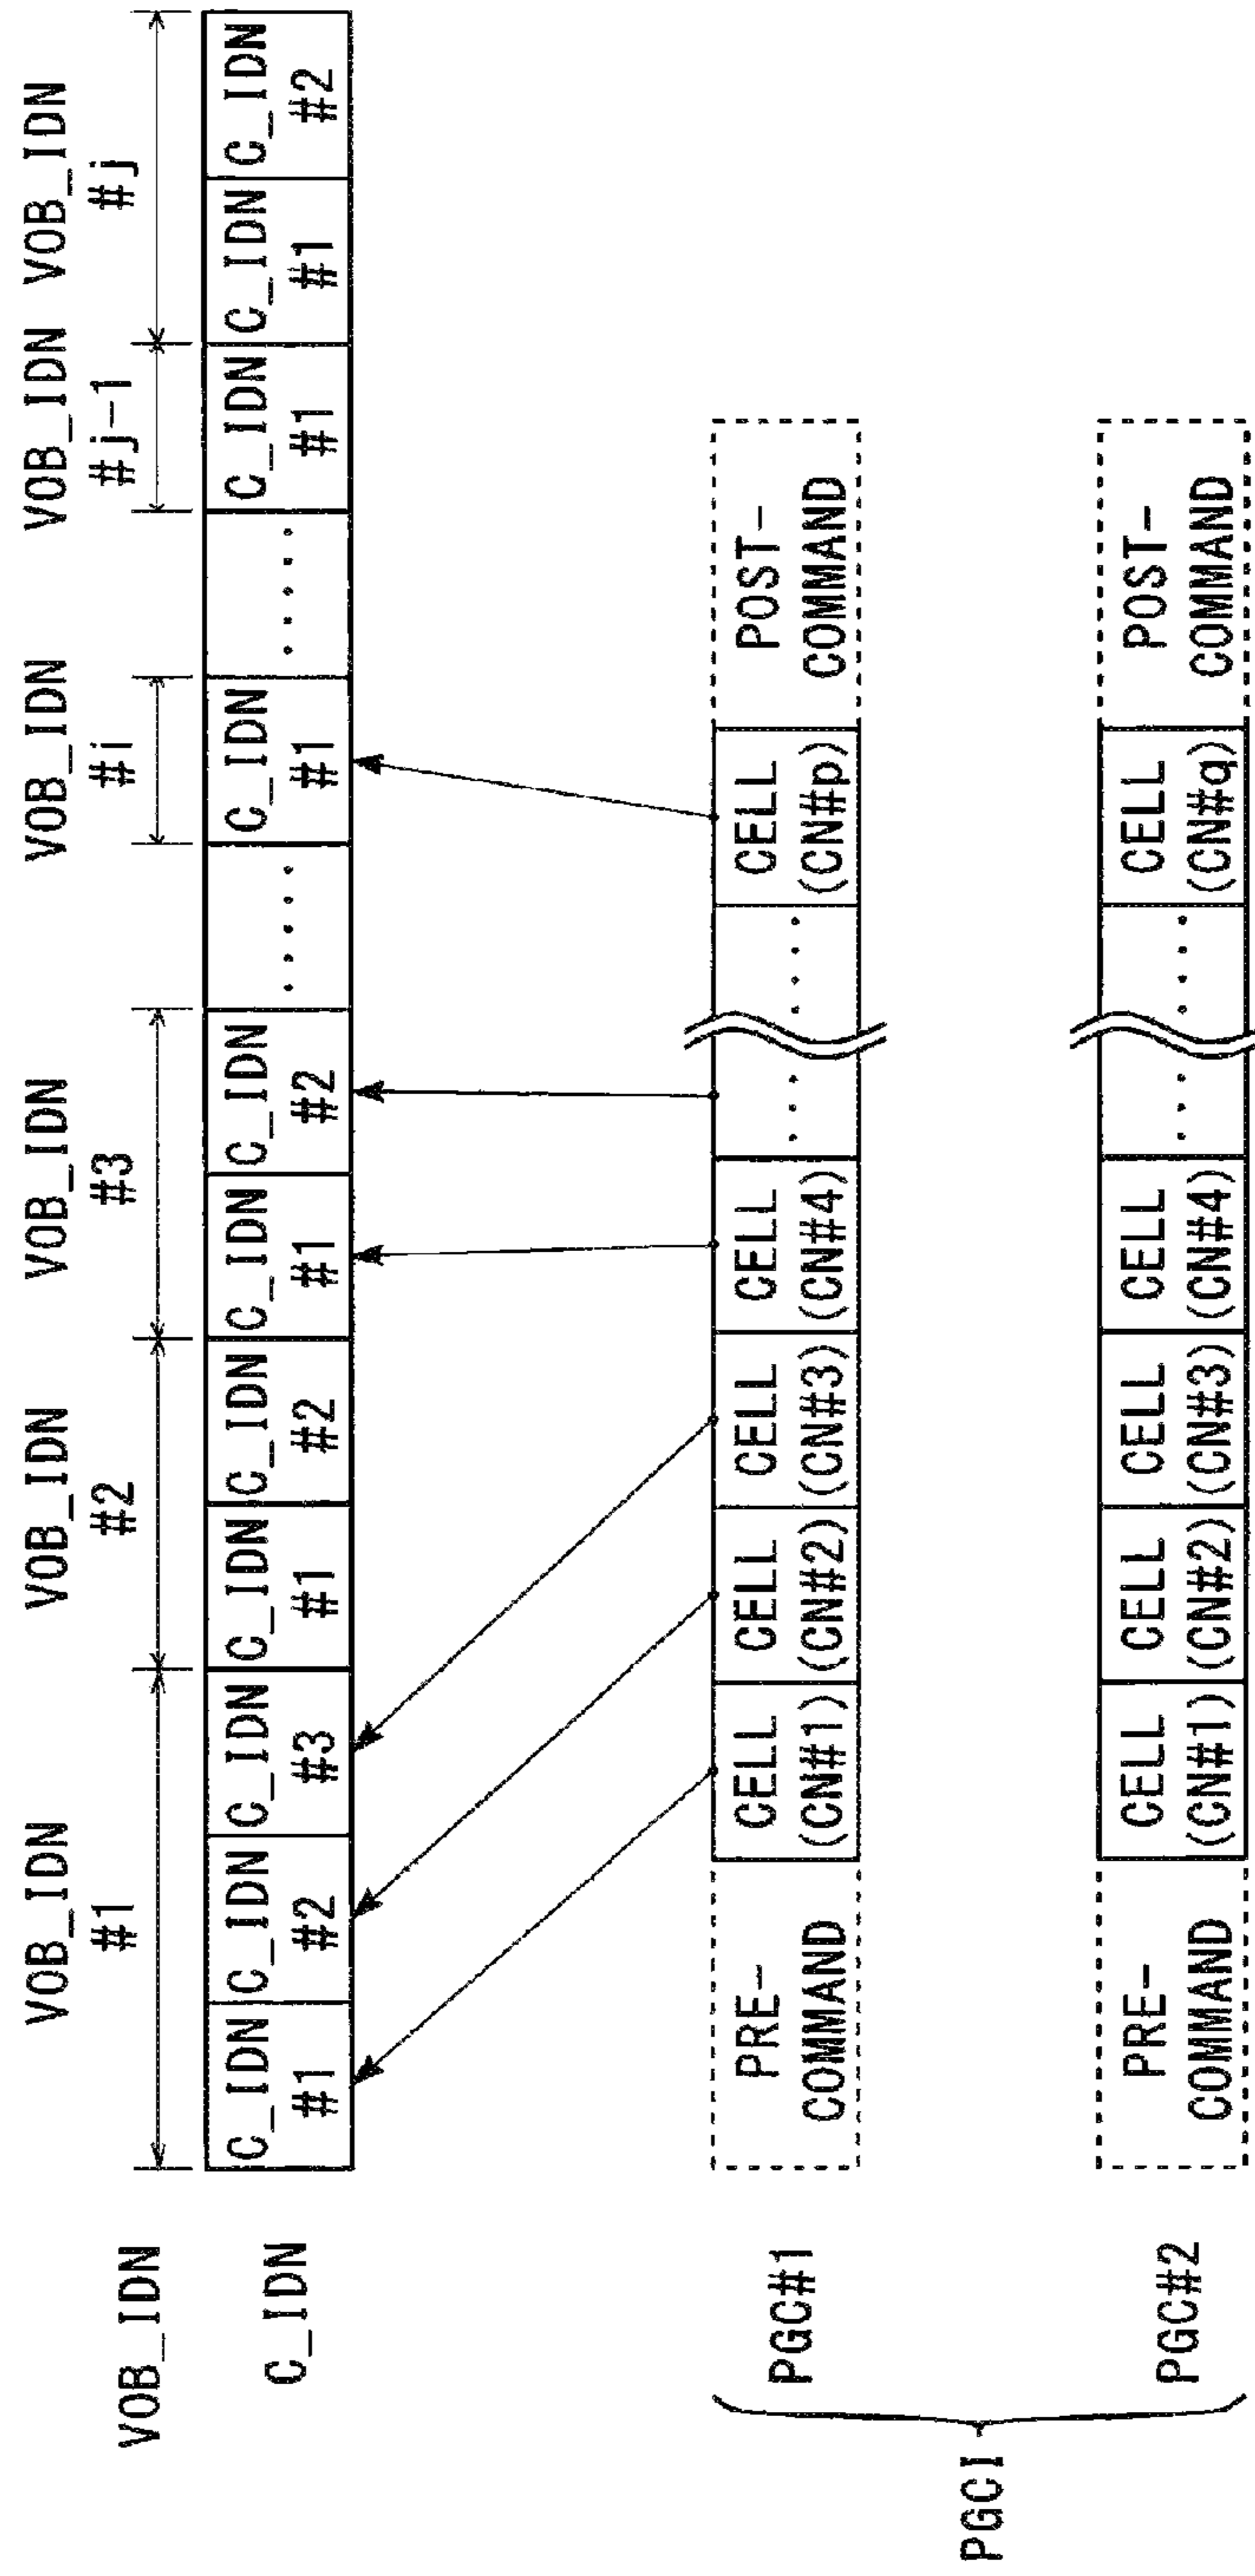 VOB_IDN
VOB_IDN
#1
VOB_IDN
#2
VOB_IDN
#3
VOB_IDN
#i
VOB_IDN
#j-1
VOB_IDN
#j
C_IDN
C_IDN
#1
C_IDN
#2
C_IDN
#3
C_IDN
#1
C_IDN
#2
C_IDN
#1
C_IDN
#2
.....
C_IDN
#1
.....
C_IDN
#1
C_IDN
#1
C_IDN
#2
PGCI
PGC#1
PRE-
COMMAND
CELL
(CN#1)
CELL
(CN#2)
CELL
(CN#3)
CELL
(CN#4)
...
....
CELL
(CN#p)
POST-
COMMAND
PGC#2
PRE-
COMMAND
CELL
(CN#1)
CELL
(CN#2)
CELL
(CN#3)
CELL
(CN#4)
...
....
CELL
(CN#q)
POST-
COMMAND